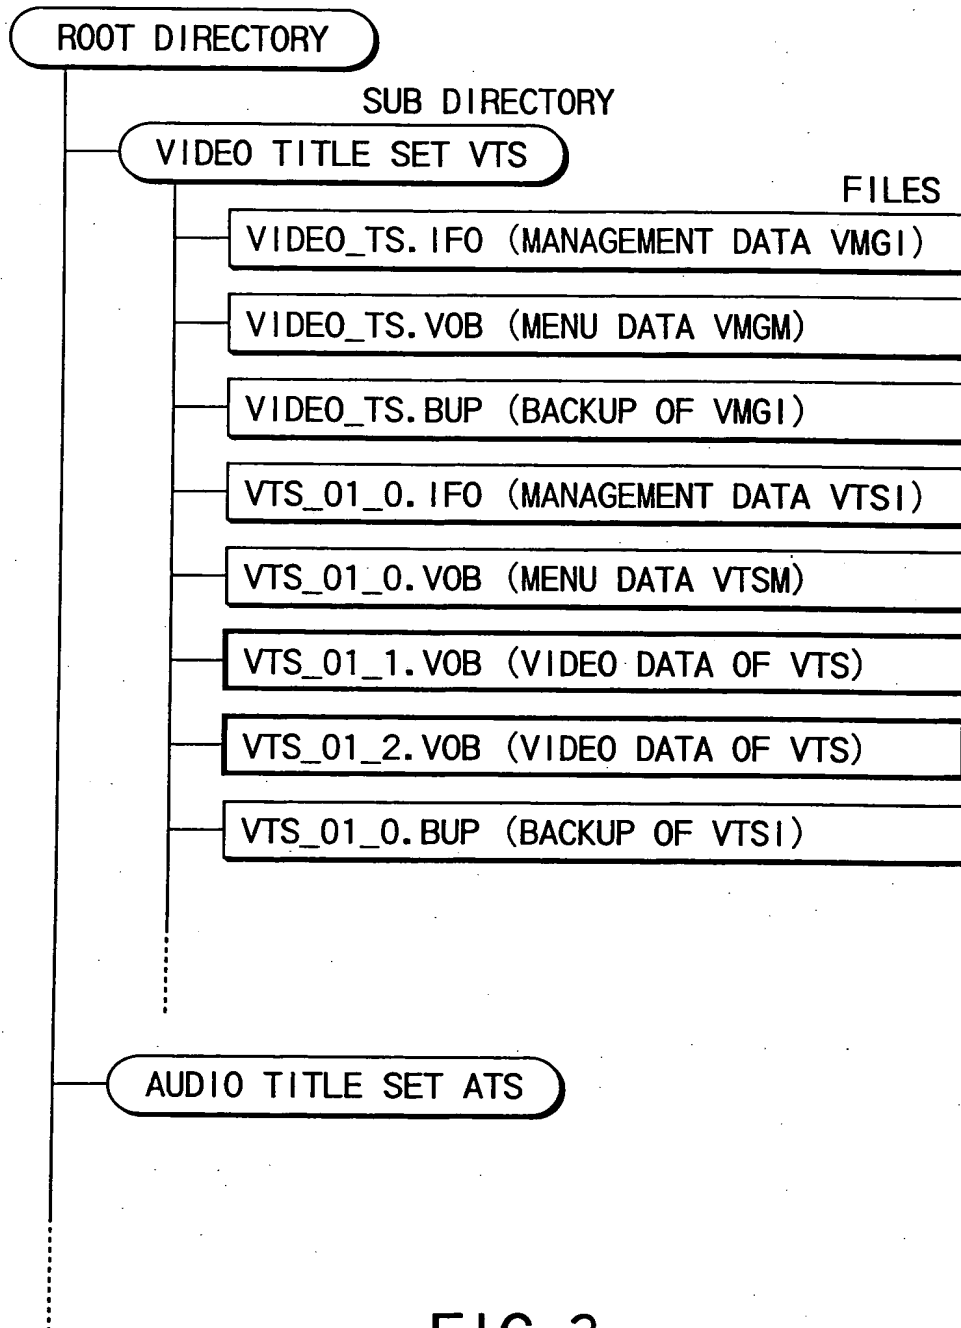 ROOT DIRECTORY
SUB DIRECTORY
VIDEO TITLE SET VTS
FILES
VIDEO_TS.IFO (MANAGEMENT DATA VMGI)
VIDEO_TS.VOB (MENU DATA VMGM)
VIDEO_TS.BUP (BACKUP OF VMGI)
VTS_01_0.IFO (MANAGEMENT DATA VTSI)
VTS_01_0.VOB (MENU DATA VTSM)
VTS_01_1.VOB (VIDEO DATA OF VTS)
VTS_01_2.VOB (VIDEO DATA OF VTS)
VTS_01_0.BUP (BACKUP OF VTSI)
AUDIO TITLE SET ATS